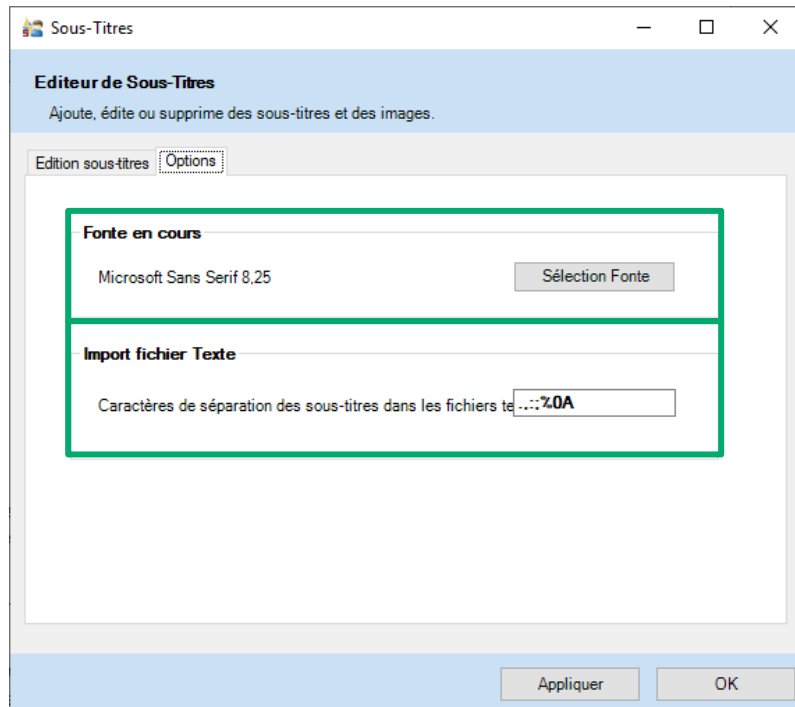 Sous-Titres
Editeur de Sous-Titres
Ajoute, édite ou supprime des sous-titres et des images.
Edition sous-titres Options
Fonte en cours
Microsoft Sans Serif 8,25 Sélection Fonte
Import fichier Texte
Caractères de séparation des sous-titres dans les fichiers te .,:;%0A
Appliquer OK